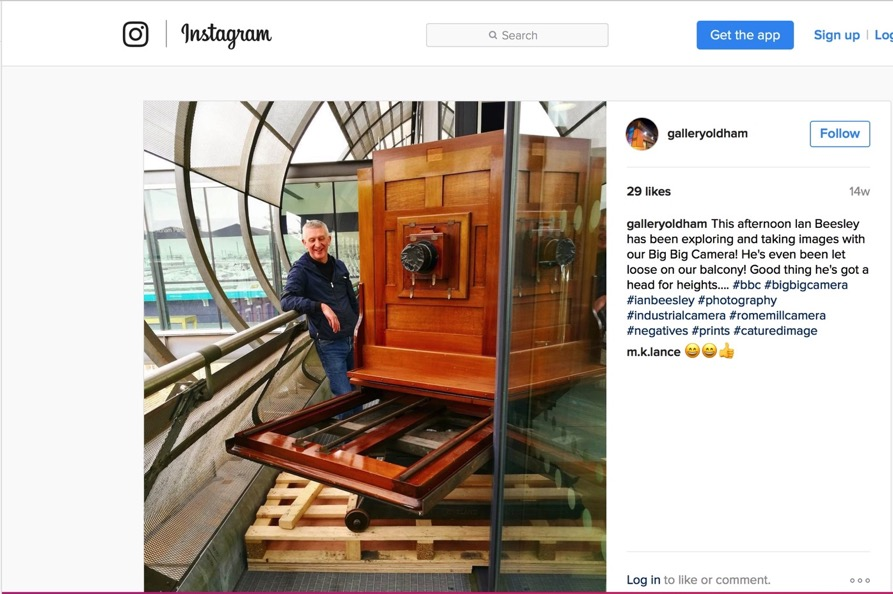 Instagram
Search
Get the app
Sign up | Log
galleryoldham
Follow
29 likes
14w
galleryoldham This afternoon Ian Beesley
has been exploring and taking images with
our Big Big Camera! He's even been let
loose on our balcony! Good thing he's got a
head for heights.... #bbc #bigbigcamera
#ianbeesley #photography
#industrialcamera #romemillcamera
#negatives #prints #caturedimage
m.k.lance 😄😄👍
Log in to like or comment.